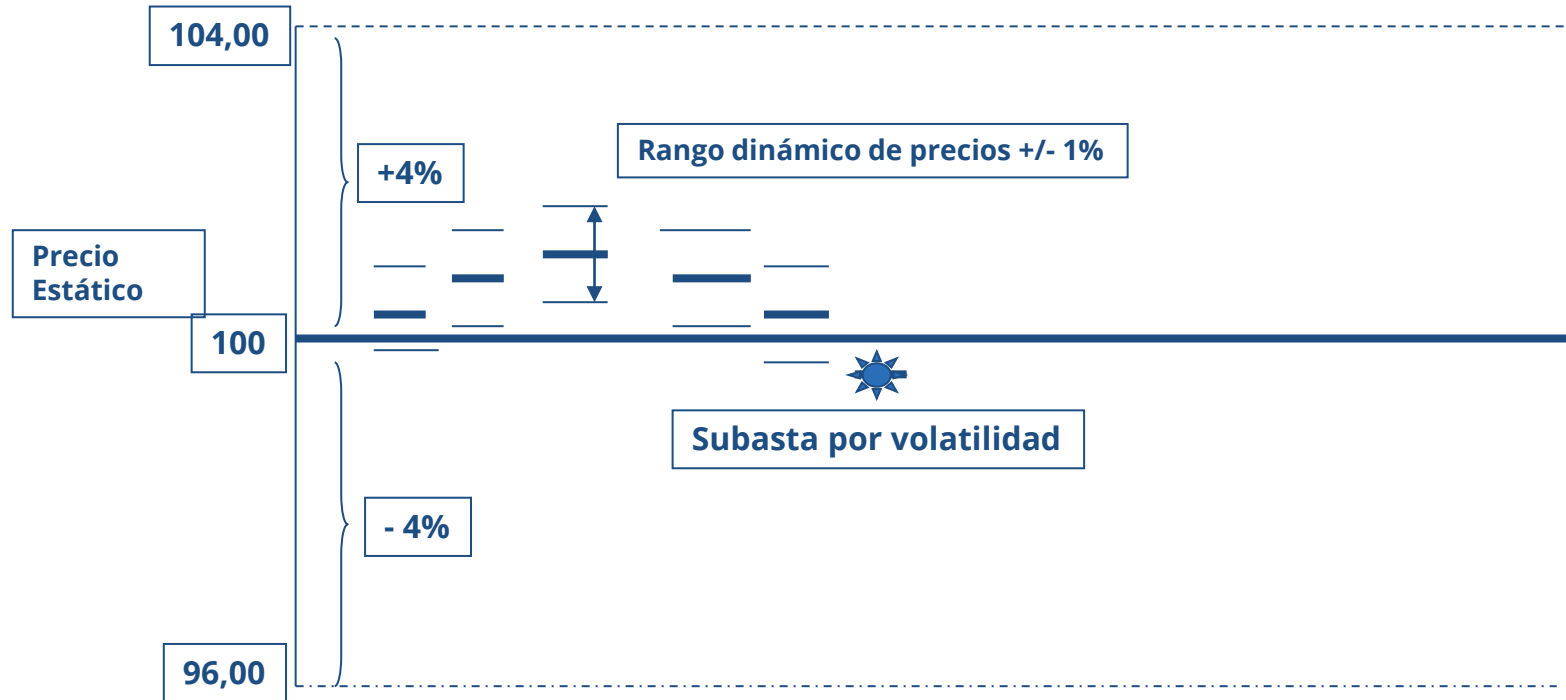 104,00
Rango dinámico de precios +/- 1%
+4%
Precio
Estático
100
Subasta por volatilidad
- 4%
96,00